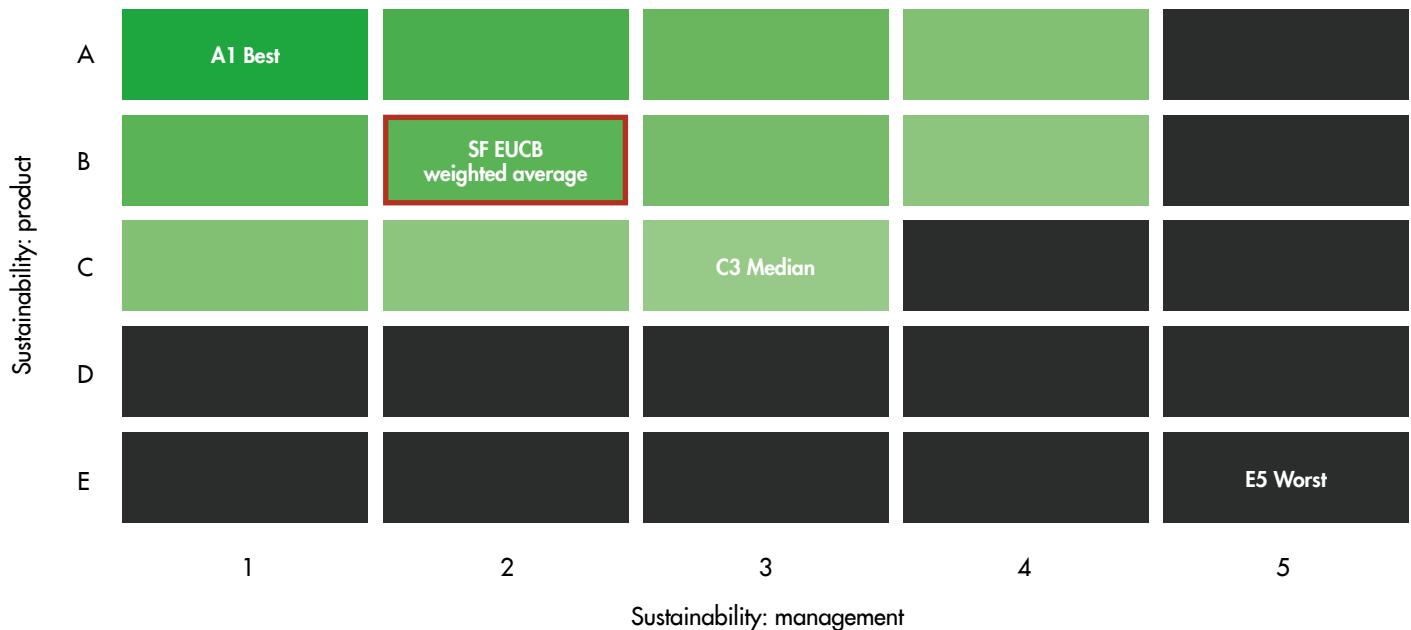 Sustainability: product
A
A1 Best
B
SF EUCB
weighted average
C
C3 Median
D
E
E5 Worst
1
2
3
4
5
Sustainability: management